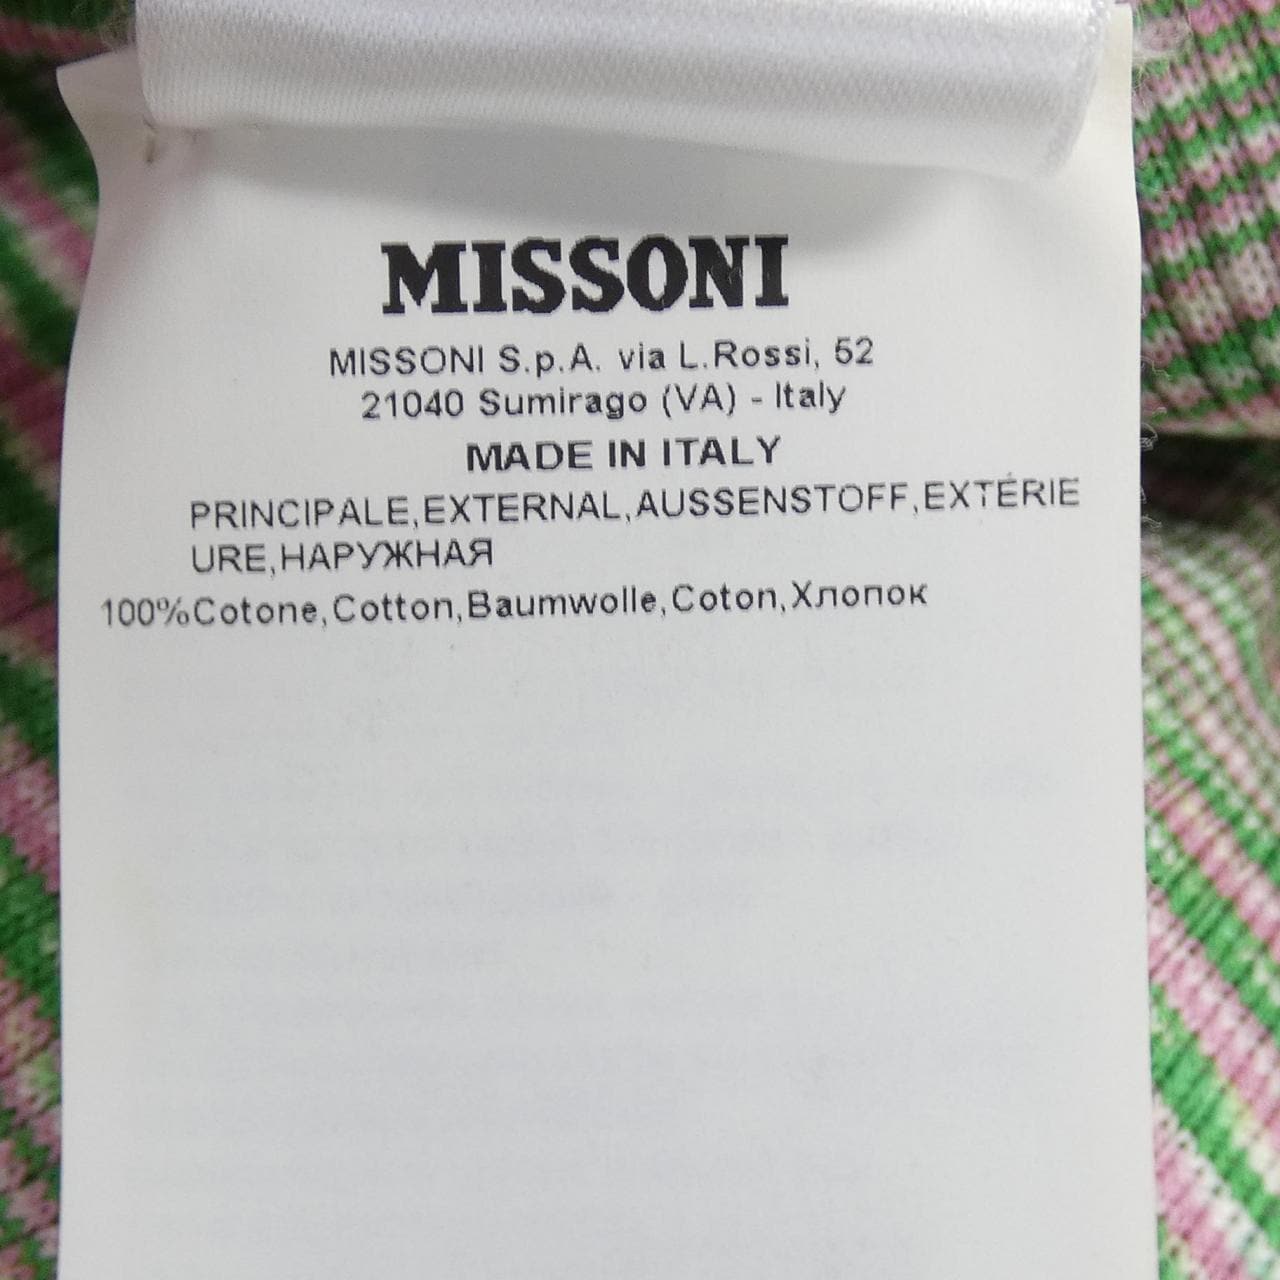 MISSONI
MISSONI S.p.A. via L.Rossi, 52
21040 Sumirago (VA) - Italy
MADE IN ITALY
PRINCIPALE,EXTERNAL,AUSSENSTOFF,EXTÉRIE
URE,НАРУЖНАЯ
100%Cotone,Cotton,Baumwolle,Coton,Хлопок